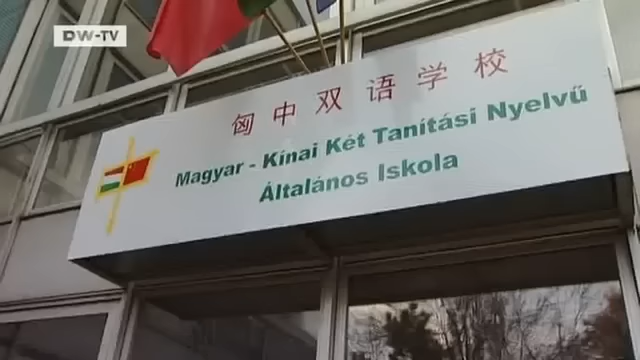 DW-TV
匈中双语学校
Magyar - Kínai Két Tanítási Nyelvű
Általános Iskola